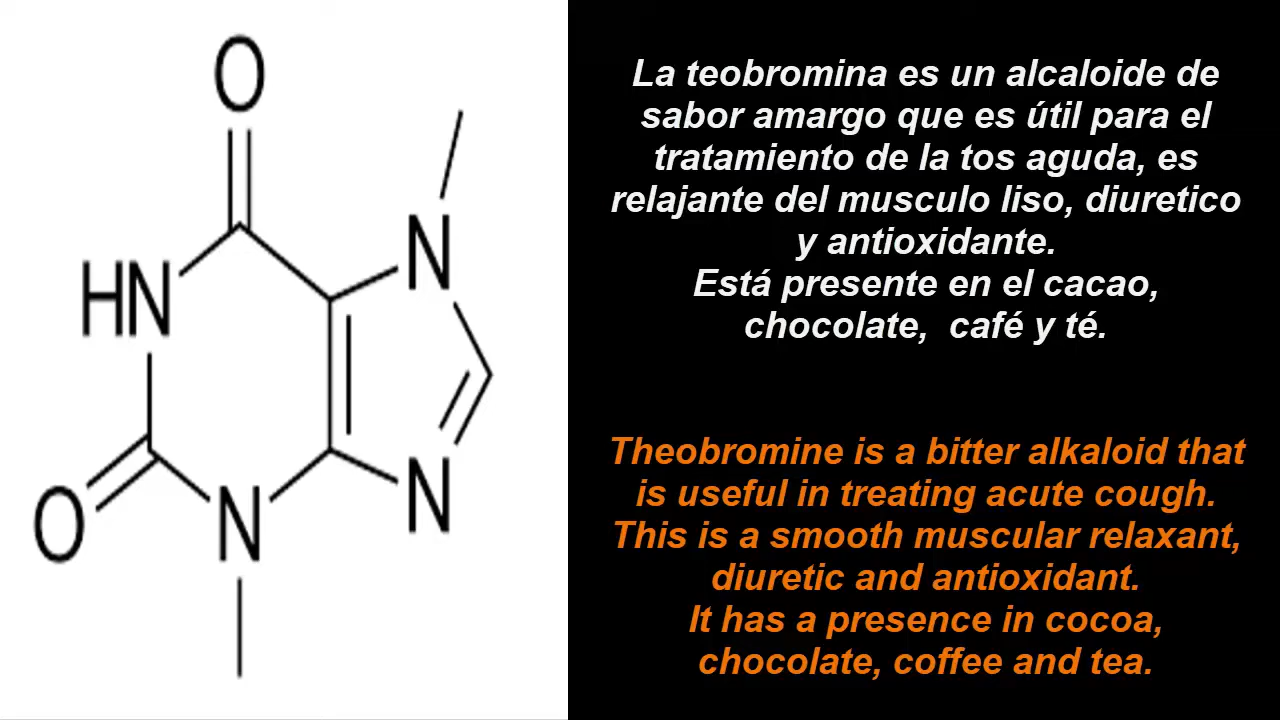 O
HN
N
O
N
N
La teobromina es un alcaloide de
sabor amargo que es útil para el
tratamiento de la tos aguda, es
relajante del musculo liso, diuretico
y antioxidante.
Está presente en el cacao,
chocolate,  café y té.
Theobromine is a bitter alkaloid that
is useful in treating acute cough.
This is a smooth muscular relaxant,
diuretic and antioxidant.
It has a presence in cocoa,
chocolate, coffee and tea.